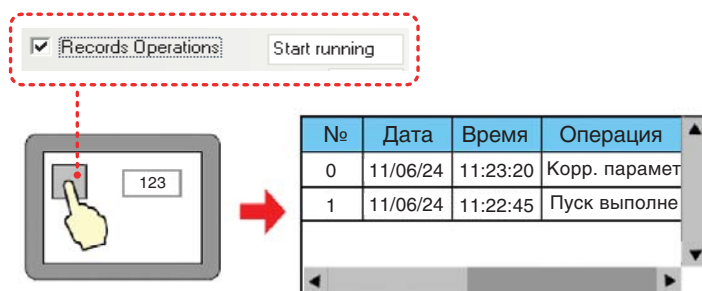 Records Operations Start running
123
№ Дата Время Операция
0 11/06/24 11:23:20 Корр. парамет
1 11/06/24 11:22:45 Пуск выполне